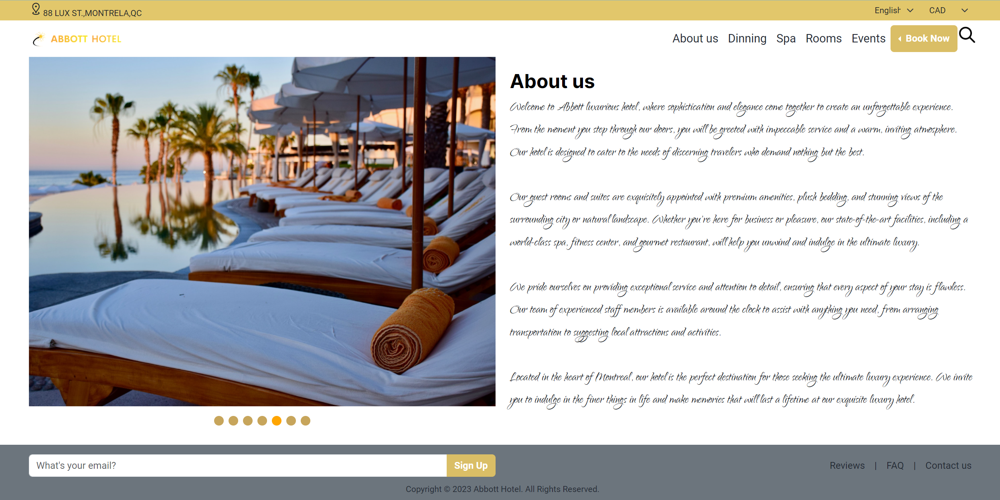 88 LUX ST.,MONTRELA,QC
English
CAD
ABBOTT HOTEL
About us
Dinning
Spa
Rooms
Events
Book Now
About us
Welcome to Abbott luxurious hotel, where sophistication and elegance come together to create an unforgettable experience.
From the moment you step through our doors, you will be greeted with impeccable service and a warm, inviting atmosphere.
Our hotel is designed to cater to the needs of discerning travelers who demand nothing but the best.
Our guest rooms and suites are exquisitely appointed with premium amenities, plush bedding, and stunning views of the
surrounding city or natural landscape. Whether you're here for business or pleasure, our state-of-the-art facilities, including a
world-class spa, fitness center, and gourmet restaurant, will help you unwind and indulge in the ultimate luxury.
We pride ourselves on providing exceptional service and attention to detail, ensuring that every aspect of your stay is flawless.
Our team of experienced staff members is available around the clock to assist with anything you need, from arranging
transportation to suggesting local attractions and activities.
Located in the heart of Montreal, our hotel is the perfect destination for those seeking the ultimate luxury experience. We invite
you to indulge in the finer things in life and make memories that will last a lifetime at our exquisite luxury hotel.
What's your email?
Sign Up
Reviews | FAQ | Contact us
Copyright © 2023 Abbott Hotel. All Rights Reserved.